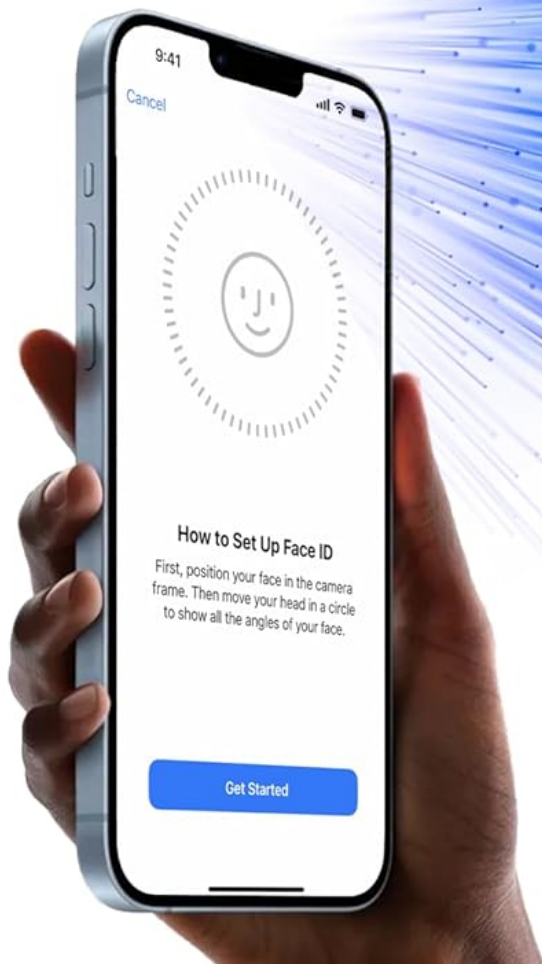 9:41
Cancel
How to Set Up Face ID
First, position your face in the camera
frame. Then move your head in a circle
to show all the angles of your face.
Get Started